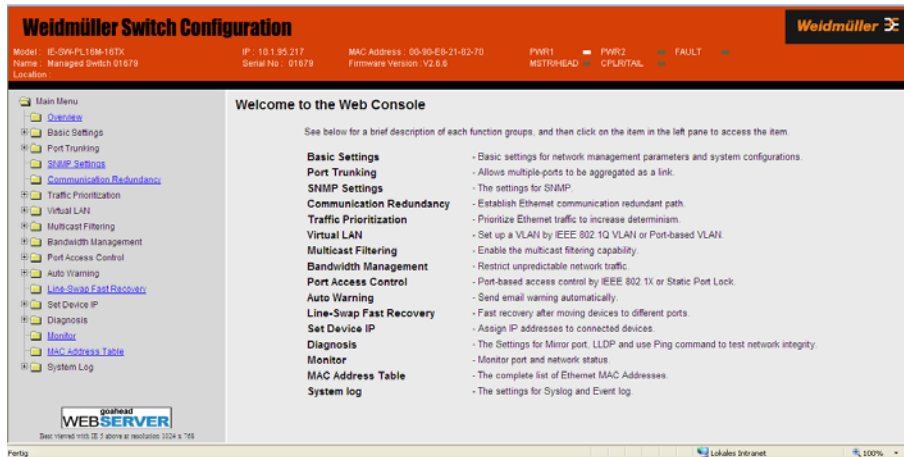 Weidmüller Switch Configuration
Weidmüller
Model : IE-SW-PL16M-16TX
IP : 10.1.95.217
MAC Address : 00-90-E8-21-02-70
PWR1
PWR2
FAULT
Name : Managed Switch 01679
Serial No : 01679
Firmware Version :V2.6.6
MSTR/HEAD
CPLR/TAIL
Location :
Main Menu
Overview
Basic Settings
Port Trunking
SNMP Settings
Communication Redundancy
Traffic Prioritization
Virtual LAN
Multicast Filtering
Bandwidth Management
Port Access Control
Auto Warning
Line-Swap Fast Recovery
Set Device IP
Diagnosis
Monitor
MAC Address Table
System Log
goahead
WEBSERVER
Best viewed with IE 5 above at resolution 1024 x 768
Welcome to the Web Console
See below for a brief description of each function groups, and then click on the item in the left pane to access the item.
Basic Settings - Basic settings for network management parameters and system configurations.
Port Trunking - Allows multiple-ports to be aggregated as a link.
SNMP Settings - The settings for SNMP.
Communication Redundancy - Establish Ethernet communication redundant path.
Traffic Prioritization - Prioritize Ethernet traffic to increase determinism.
Virtual LAN - Set up a VLAN by IEEE 802.1Q VLAN or Port-based VLAN.
Multicast Filtering - Enable the multicast filtering capability.
Bandwidth Management - Restrict unpredictable network traffic.
Port Access Control - Port-based access control by IEEE 802.1X or Static Port Lock.
Auto Warning - Send email warning automatically.
Line-Swap Fast Recovery - Fast recovery after moving devices to different ports.
Set Device IP - Assign IP addresses to connected devices.
Diagnosis - The Settings for Mirror port, LLDP and use Ping command to test network integrity.
Monitor - Monitor port and network status.
MAC Address Table - The complete list of Ethernet MAC Addresses.
System log - The settings for Syslog and Event log.
Fertig
Lokales Intranet
100%